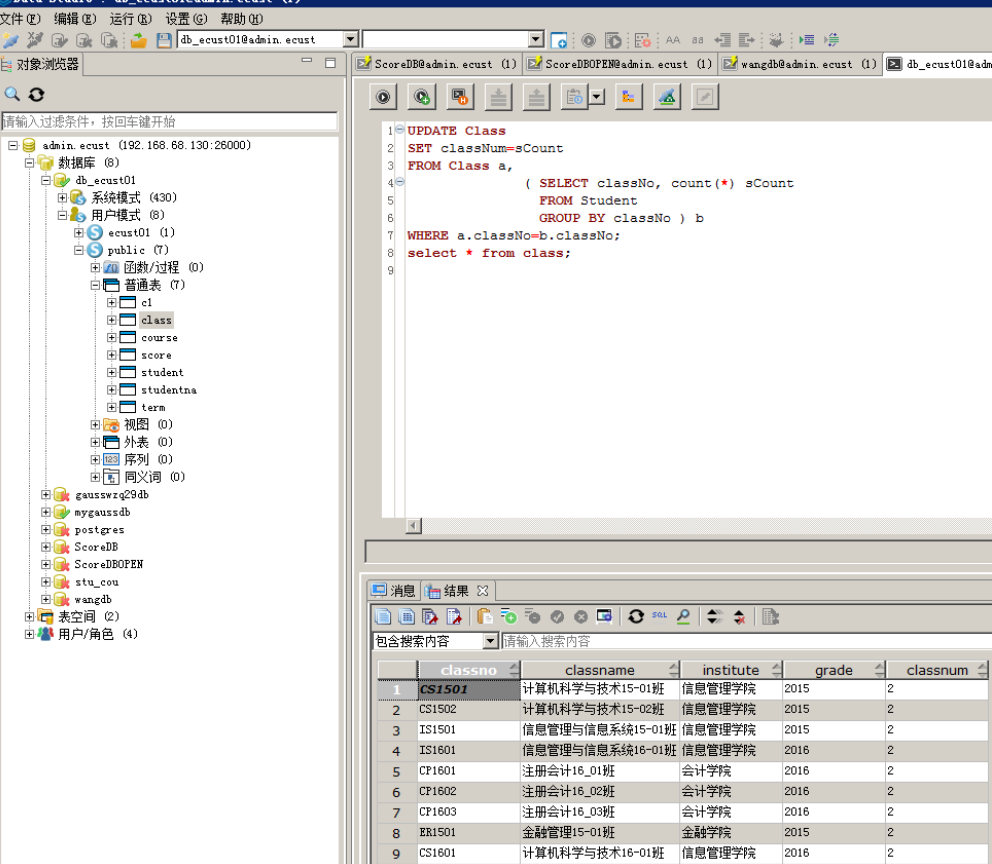 Data Studio : db_ecust01@admin.ecust (1)
文件(F) 编辑(E) 运行(R) 设置(G) 帮助(H)
db_ecust01@admin.ecust
AA aa
对象浏览器
请输入过滤条件，按回车键开始
admin.ecust (192.168.68.130:26000)
数据库 (8)
db_ecust01
系统模式 (430)
用户模式 (8)
ecust01 (1)
public (7)
函数/过程 (0)
普通表 (7)
c1
class
course
score
student
studentna
term
视图 (0)
外表 (0)
序列 (0)
同义词 (0)
gausswzq29db
mygaussdb
postgres
ScoreDB
ScoreDBOPEN
stu_cou
wangdb
表空间 (2)
用户/角色 (4)
ScoreDB@admin.ecust (1) ScoreDBOPEN@admin.ecust (1) wangdb@admin.ecust (1) db_ecust01@adm
1 UPDATE Class
2 SET classNum=sCount
3 FROM Class a,
4 ( SELECT classNo, count(*) sCount
5 FROM Student
6 GROUP BY classNo ) b
7 WHERE a.classNo=b.classNo;
8 select * from class;
9
消息 结果
SQL
包含搜索内容 请输入搜索内容
classno classname institute grade classnum
1 CS1501 计算机科学与技术15-01班 信息管理学院 2015 2
2 CS1502 计算机科学与技术15-02班 信息管理学院 2015 2
3 IS1501 信息管理与信息系统15-01班 信息管理学院 2015 2
4 IS1601 信息管理与信息系统16-01班 信息管理学院 2016 2
5 CP1601 注册会计16_01班 会计学院 2016 2
6 CP1602 注册会计16_02班 会计学院 2016 2
7 CP1603 注册会计16_03班 会计学院 2016 2
8 ER1501 金融管理15-01班 金融学院 2015 2
9 CS1601 计算机科学与技术16-01班 信息管理学院 2016 2